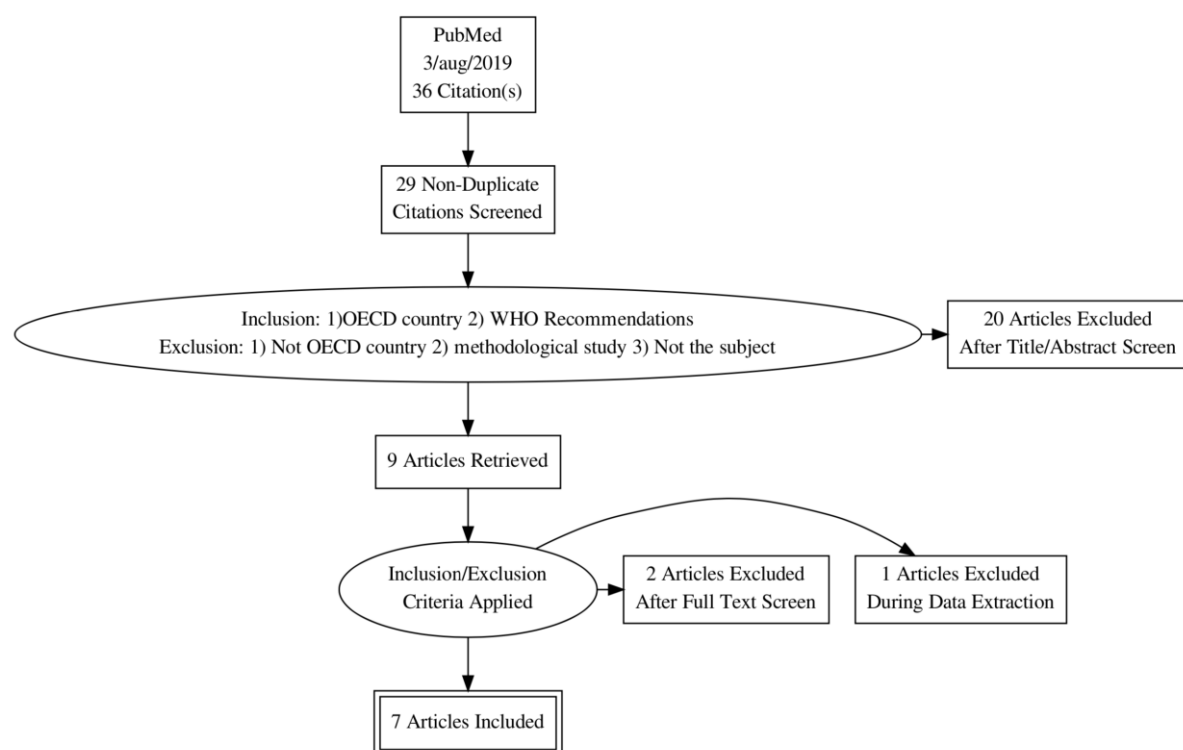 PubMed
3/aug/2019
36 Citation(s)
29 Non-Duplicate
Citations Screened
Inclusion: 1)OECD country 2) WHO Recommendations
Exclusion: 1) Not OECD country 2) methodological study 3) Not the subject
20 Articles Excluded
After Title/Abstract Screen
9 Articles Retrieved
Inclusion/Exclusion
Criteria Applied
2 Articles Excluded
After Full Text Screen
1 Articles Excluded
During Data Extraction
7 Articles Included